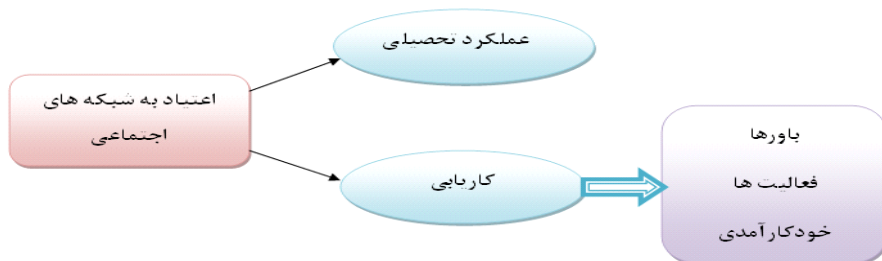 عملکرد تحصیلی
اعتیاد به شبکه های
اجتماعی
کاریابی
باورها
فعالیت ها
خودکارآمدی